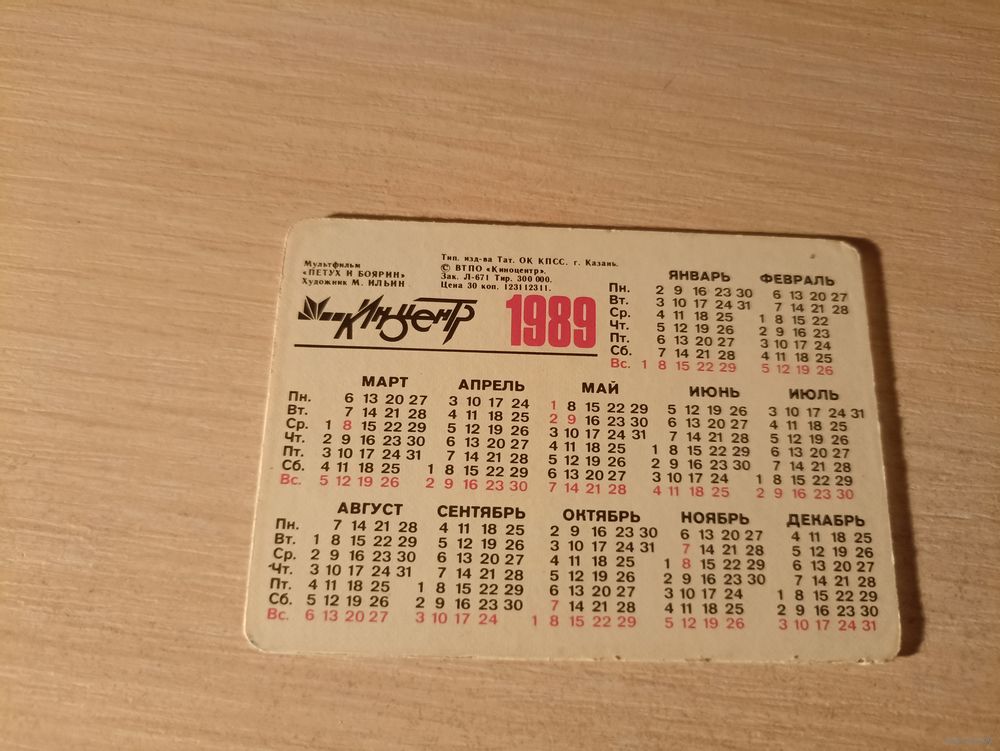 Мультфильм
«ПЕТУХ И БОЯРИН»
Художник М. ИЛЬИН
Тип. изд-ва Тат. ОК КПСС. г. Казань.
© ВТПО «Киноцентр».
Зак. Л-671 Тир. 300 000.
Цена 30 коп. 123112311.
Киноцентр
1989
ЯНВАРЬ ФЕВРАЛЬ
Пн. 2 9 16 23 30 6 13 20 27
Вт. 3 10 17 24 31 7 14 21 28
Ср. 4 11 18 25 1 8 15 22
Чт. 5 12 19 26 2 9 16 23
Пт. 6 13 20 27 3 10 17 24
Сб. 7 14 21 28 4 11 18 25
Вс. 1 8 15 22 29 5 12 19 26
МАРТ АПРЕЛЬ МАЙ ИЮНЬ ИЮЛЬ
Пн. 6 13 20 27 3 10 17 24 1 8 15 22 29 5 12 19 26 3 10 17 24 31
Вт. 7 14 21 28 4 11 18 25 2 9 16 23 30 6 13 20 27 4 11 18 25
Ср. 1 8 15 22 29 5 12 19 26 3 10 17 24 31 7 14 21 28 5 12 19 26
Чт. 2 9 16 23 30 6 13 20 27 4 11 18 25 1 8 15 22 29 6 13 20 27
Пт. 3 10 17 24 31 7 14 21 28 5 12 19 26 2 9 16 23 30 7 14 21 28
Сб. 4 11 18 25 1 8 15 22 29 6 13 20 27 3 10 17 24 1 8 15 22 29
Вс. 5 12 19 26 2 9 16 23 30 7 14 21 28 4 11 18 25 2 9 16 23 30
АВГУСТ СЕНТЯБРЬ ОКТЯБРЬ НОЯБРЬ ДЕКАБРЬ
Пн. 7 14 21 28 4 11 18 25 2 9 16 23 30 6 13 20 27 4 11 18 25
Вт. 1 8 15 22 29 5 12 19 26 3 10 17 24 31 7 14 21 28 5 12 19 26
Ср. 2 9 16 23 30 6 13 20 27 4 11 18 25 1 8 15 22 29 6 13 20 27
Чт. 3 10 17 24 31 7 14 21 28 5 12 19 26 2 9 16 23 30 7 14 21 28
Пт. 4 11 18 25 1 8 15 22 29 6 13 20 27 3 10 17 24 1 8 15 22 29
Сб. 5 12 19 26 2 9 16 23 30 7 14 21 28 4 11 18 25 2 9 16 23 30
Вс. 6 13 20 27 3 10 17 24 1 8 15 22 29 5 12 19 26 3 10 17 24 31